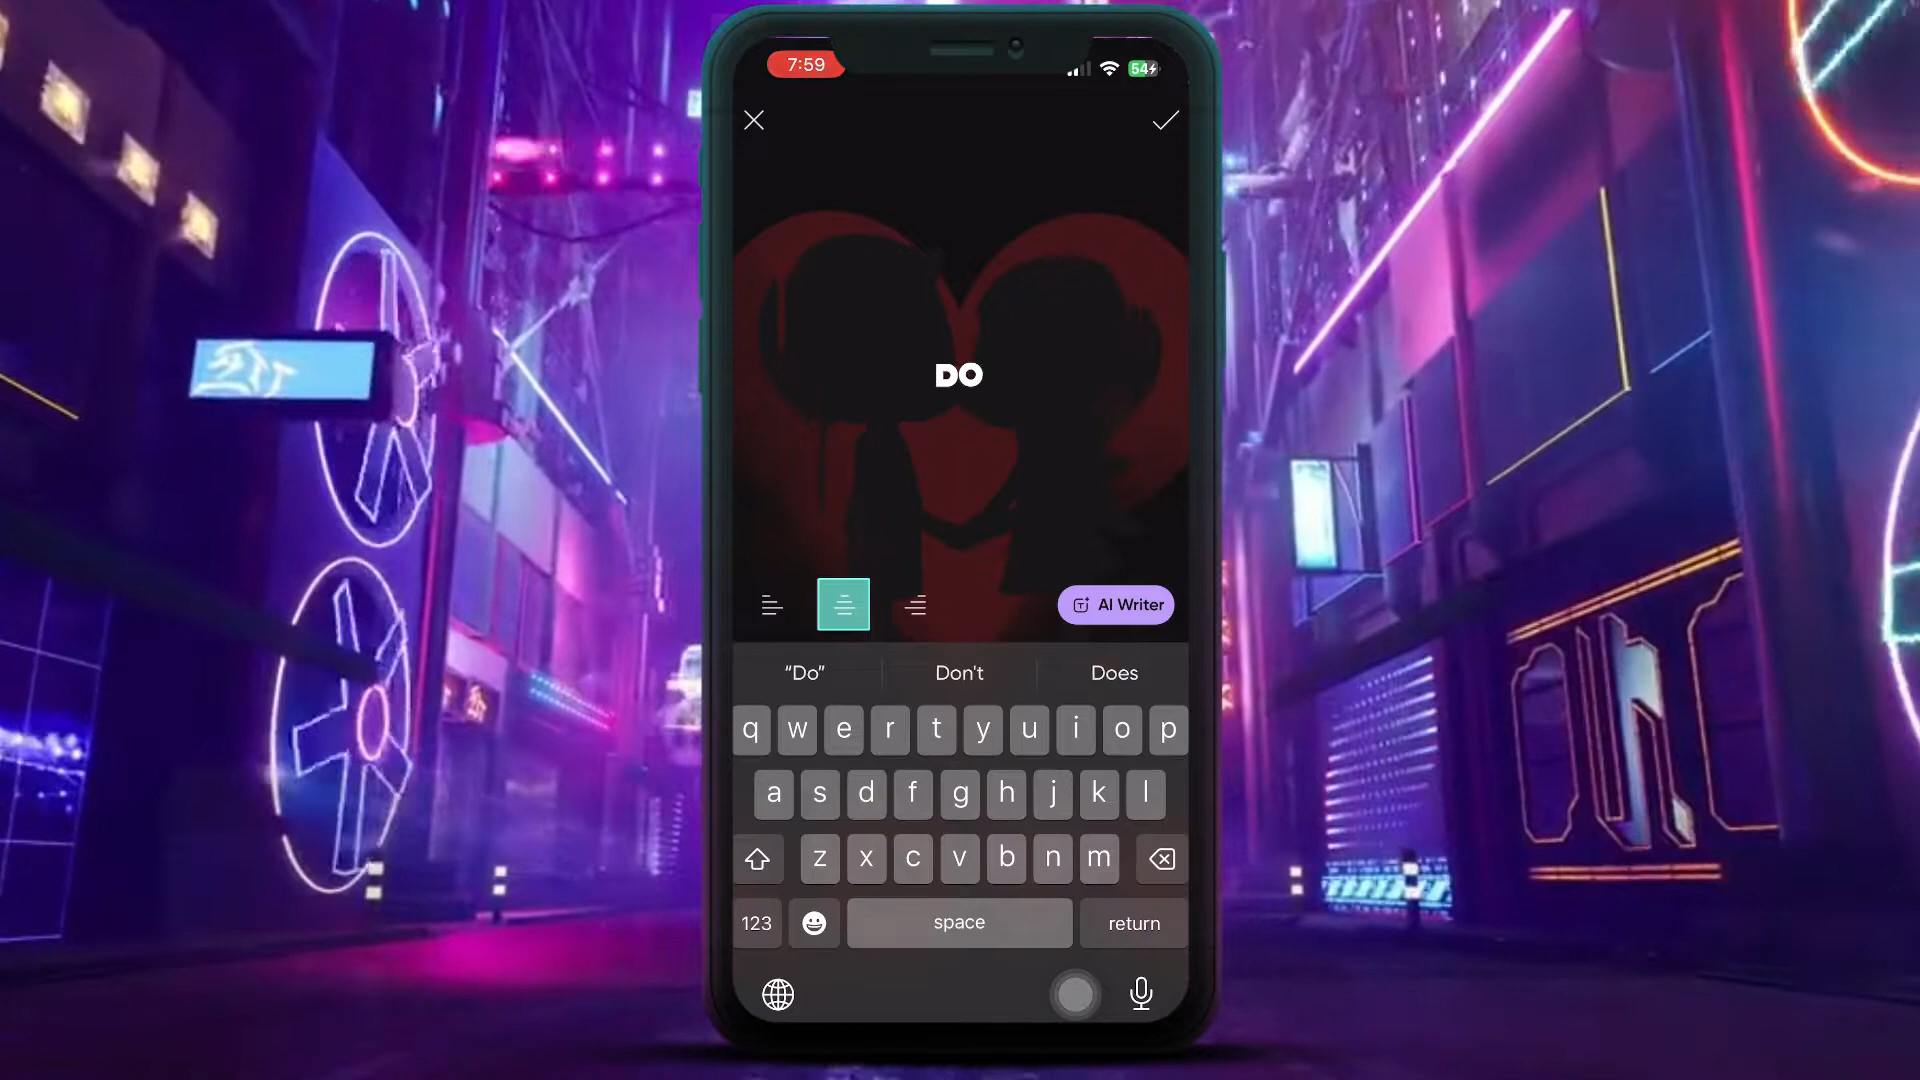 7:59
54
DO
AI Writer
“Do” Don't Does
q w e r t y u i o p
a s d f g h j k l
z x c v b n m
123 space return